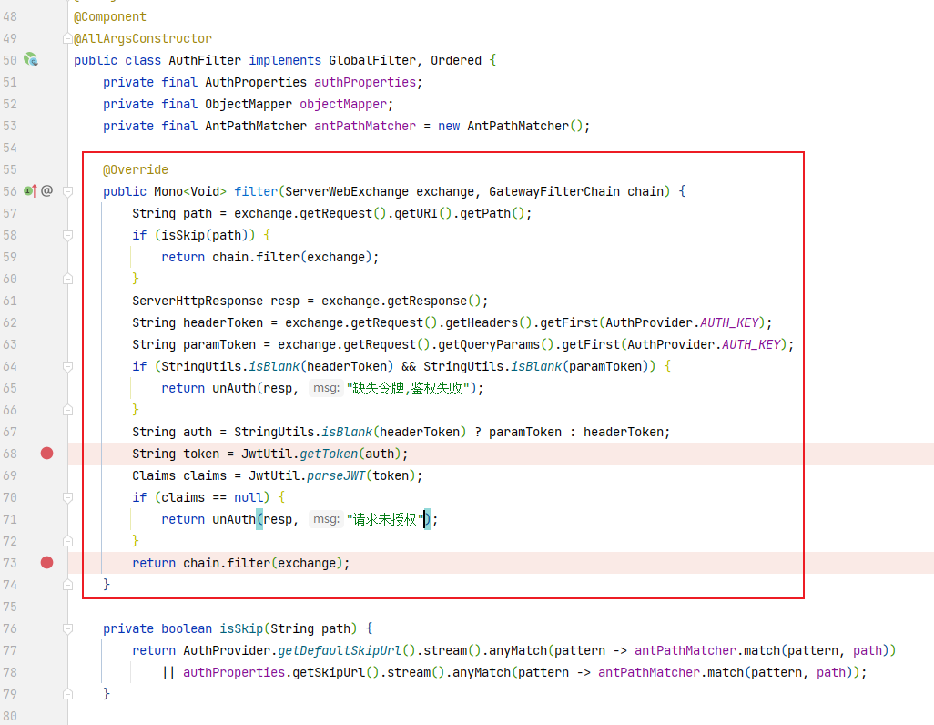 48 @Component
49 @AllArgsConstructor
50 public class AuthFilter implements GlobalFilter, Ordered {
51 private final AuthProperties authProperties;
52 private final ObjectMapper objectMapper;
53 private final AntPathMatcher antPathMatcher = new AntPathMatcher();
54
55 @Override
56 @ public Mono<Void> filter(ServerWebExchange exchange, GatewayFilterChain chain) {
57 String path = exchange.getRequest().getURI().getPath();
58 if (isSkip(path)) {
59 return chain.filter(exchange);
60 }
61 ServerHttpResponse resp = exchange.getResponse();
62 String headerToken = exchange.getRequest().getHeaders().getFirst(AuthProvider.AUTH_KEY);
63 String paramToken = exchange.getRequest().getQueryParams().getFirst(AuthProvider.AUTH_KEY);
64 if (StringUtils.isBlank(headerToken) && StringUtils.isBlank(paramToken)) {
65 return unAuth(resp, msg: "缺失令牌,鉴权失败");
66 }
67 String auth = StringUtils.isBlank(headerToken) ? paramToken : headerToken;
68 String token = JwtUtil.getToken(auth);
69 Claims claims = JwtUtil.parseJWT(token);
70 if (claims == null) {
71 return unAuth(resp, msg: "请求未授权");
72 }
73 return chain.filter(exchange);
74 }
75
76 private boolean isSkip(String path) {
77 return AuthProvider.getDefaultSkipUrl().stream().anyMatch(pattern -> antPathMatcher.match(pattern, path))
78 || authProperties.getSkipUrl().stream().anyMatch(pattern -> antPathMatcher.match(pattern, path));
79 }
80